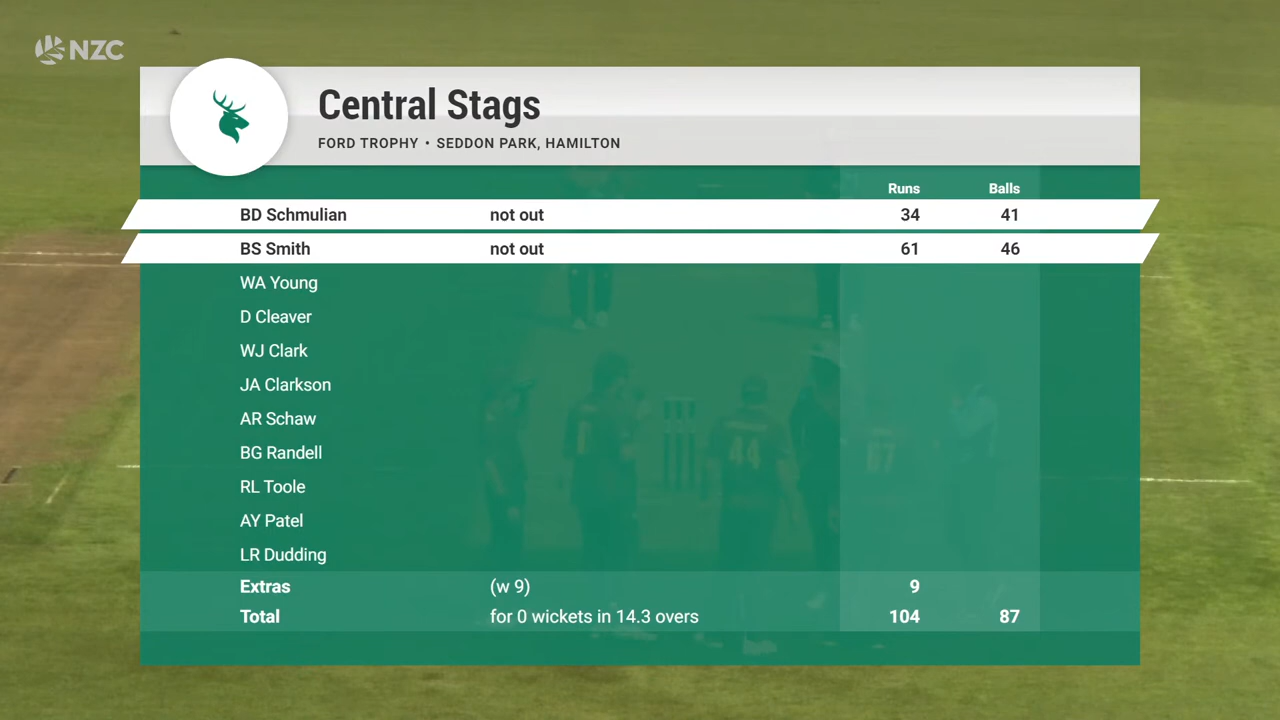 NZC
Central Stags
FORD TROPHY • SEDDON PARK, HAMILTON
Runs Balls
BD Schmulian not out 34 41
BS Smith not out 61 46
WA Young
D Cleaver
WJ Clark
JA Clarkson
AR Schaw
BG Randell
RL Toole
AY Patel
LR Dudding
Extras (w 9) 9
Total for 0 wickets in 14.3 overs 104 87
44
67